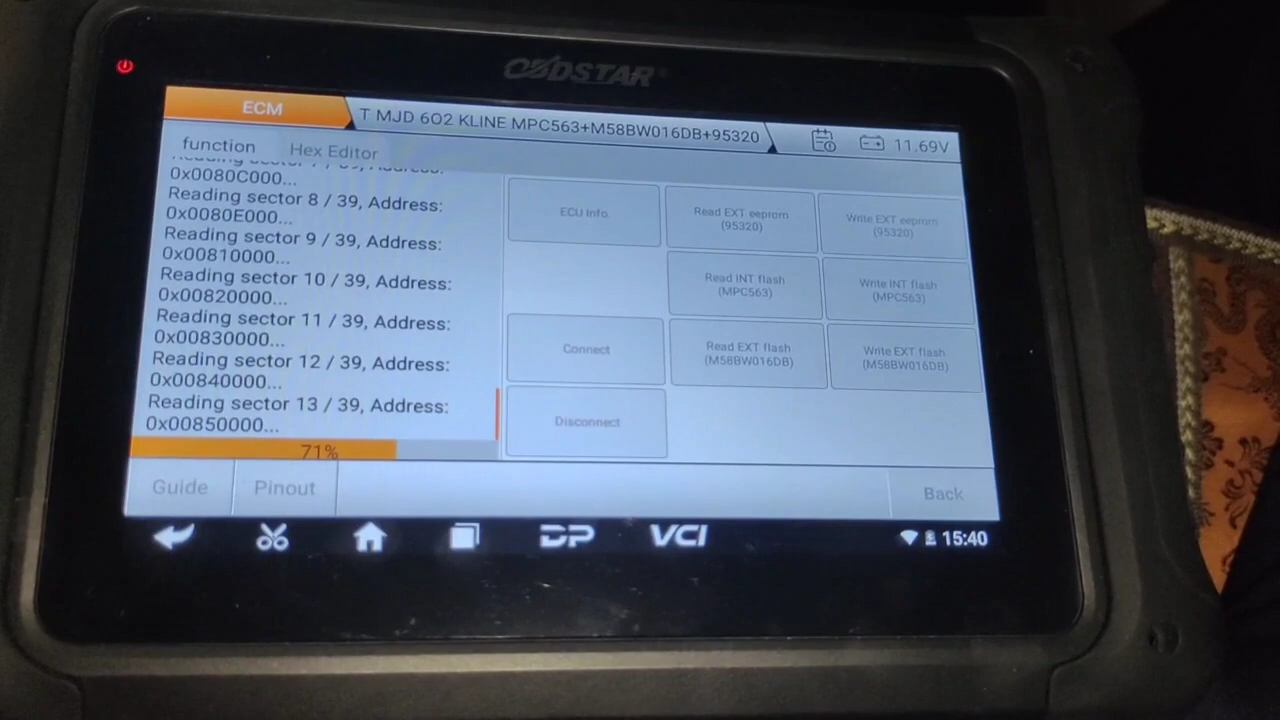 OBDSTAR
ECM
T MJD 6O2 KLINE MPC563+M58BW016DB+95320
11.69V
function
Hex Editor
0x0080C000...
Reading sector 8 / 39, Address:
0x0080E000...
Reading sector 9 / 39, Address:
0x00810000...
Reading sector 10 / 39, Address:
0x00820000...
Reading sector 11 / 39, Address:
0x00830000...
Reading sector 12 / 39, Address:
0x00840000...
Reading sector 13 / 39, Address:
0x00850000...
71%
ECU Info.
Read EXT eeprom
(95320)
Write EXT eeprom
(95320)
Read INT flash
(MPC563)
Write INT flash
(MPC563)
Connect
Read EXT flash
(M58BW016DB)
Write EXT flash
(M58BW016DB)
Disconnect
Guide
Pinout
Back
DP
VCI
15:40